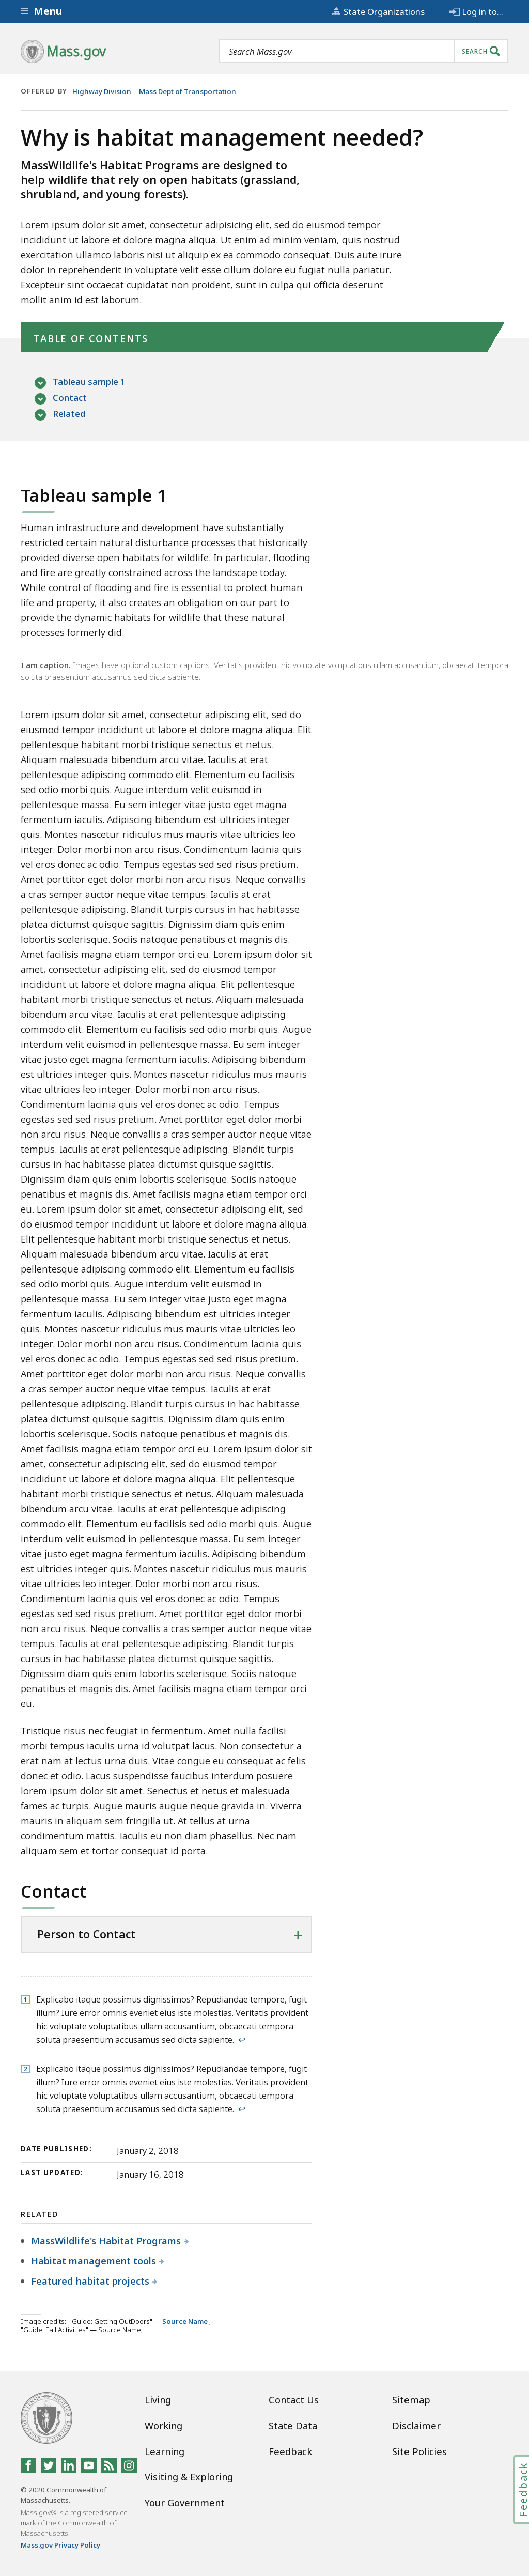 Menu
State Organizations
Log in to...
Mass.gov
Search Mass.gov
SEARCH
OFFERED BY Highway Division Mass Dept of Transportation
Why is habitat management needed?
MassWildlife's Habitat Programs are designed to
help wildlife that rely on open habitats (grassland,
shrubland, and young forests).
Lorem ipsum dolor sit amet, consectetur adipisicing elit, sed do eiusmod tempor
incididunt ut labore et dolore magna aliqua. Ut enim ad minim veniam, quis nostrud
exercitation ullamco laboris nisi ut aliquip ex ea commodo consequat. Duis aute irure
dolor in reprehenderit in voluptate velit esse cillum dolore eu fugiat nulla pariatur.
Excepteur sint occaecat cupidatat non proident, sunt in culpa qui officia deserunt
mollit anim id est laborum.
TABLE OF CONTENTS
Tableau sample 1
Contact
Related
Tableau sample 1
Human infrastructure and development have substantially
restricted certain natural disturbance processes that historically
provided diverse open habitats for wildlife. In particular, flooding
and fire are greatly constrained across the landscape today.
While control of flooding and fire is essential to protect human
life and property, it also creates an obligation on our part to
provide the dynamic habitats for wildlife that these natural
processes formerly did.
I am caption. Images have optional custom captions. Veritatis provident hic voluptate voluptatibus ullam accusantium, obcaecati tempora
soluta praesentium accusamus sed dicta sapiente.
Lorem ipsum dolor sit amet, consectetur adipiscing elit, sed do
eiusmod tempor incididunt ut labore et dolore magna aliqua. Elit
pellentesque habitant morbi tristique senectus et netus.
Aliquam malesuada bibendum arcu vitae. Iaculis at erat
pellentesque adipiscing commodo elit. Elementum eu facilisis
sed odio morbi quis. Augue interdum velit euismod in
pellentesque massa. Eu sem integer vitae justo eget magna
fermentum iaculis. Adipiscing bibendum est ultricies integer
quis. Montes nascetur ridiculus mus mauris vitae ultricies leo
integer. Dolor morbi non arcu risus. Condimentum lacinia quis
vel eros donec ac odio. Tempus egestas sed sed risus pretium.
Amet porttitor eget dolor morbi non arcu risus. Neque convallis
a cras semper auctor neque vitae tempus. Iaculis at erat
pellentesque adipiscing. Blandit turpis cursus in hac habitasse
platea dictumst quisque sagittis. Dignissim diam quis enim
lobortis scelerisque. Sociis natoque penatibus et magnis dis.
Amet facilisis magna etiam tempor orci eu. Lorem ipsum dolor sit
amet, consectetur adipiscing elit, sed do eiusmod tempor
incididunt ut labore et dolore magna aliqua. Elit pellentesque
habitant morbi tristique senectus et netus. Aliquam malesuada
bibendum arcu vitae. Iaculis at erat pellentesque adipiscing
commodo elit. Elementum eu facilisis sed odio morbi quis. Augue
interdum velit euismod in pellentesque massa. Eu sem integer
vitae justo eget magna fermentum iaculis. Adipiscing bibendum
est ultricies integer quis. Montes nascetur ridiculus mus mauris
vitae ultricies leo integer. Dolor morbi non arcu risus.
Condimentum lacinia quis vel eros donec ac odio. Tempus
egestas sed sed risus pretium. Amet porttitor eget dolor morbi
non arcu risus. Neque convallis a cras semper auctor neque vitae
tempus. Iaculis at erat pellentesque adipiscing. Blandit turpis
cursus in hac habitasse platea dictumst quisque sagittis.
Dignissim diam quis enim lobortis scelerisque. Sociis natoque
penatibus et magnis dis. Amet facilisis magna etiam tempor orci
eu. Lorem ipsum dolor sit amet, consectetur adipiscing elit, sed
do eiusmod tempor incididunt ut labore et dolore magna aliqua.
Elit pellentesque habitant morbi tristique senectus et netus.
Aliquam malesuada bibendum arcu vitae. Iaculis at erat
pellentesque adipiscing commodo elit. Elementum eu facilisis
sed odio morbi quis. Augue interdum velit euismod in
pellentesque massa. Eu sem integer vitae justo eget magna
fermentum iaculis. Adipiscing bibendum est ultricies integer
quis. Montes nascetur ridiculus mus mauris vitae ultricies leo
integer. Dolor morbi non arcu risus. Condimentum lacinia quis
vel eros donec ac odio. Tempus egestas sed sed risus pretium.
Amet porttitor eget dolor morbi non arcu risus. Neque convallis
a cras semper auctor neque vitae tempus. Iaculis at erat
pellentesque adipiscing. Blandit turpis cursus in hac habitasse
platea dictumst quisque sagittis. Dignissim diam quis enim
lobortis scelerisque. Sociis natoque penatibus et magnis dis.
Amet facilisis magna etiam tempor orci eu. Lorem ipsum dolor sit
amet, consectetur adipiscing elit, sed do eiusmod tempor
incididunt ut labore et dolore magna aliqua. Elit pellentesque
habitant morbi tristique senectus et netus. Aliquam malesuada
bibendum arcu vitae. Iaculis at erat pellentesque adipiscing
commodo elit. Elementum eu facilisis sed odio morbi quis. Augue
interdum velit euismod in pellentesque massa. Eu sem integer
vitae justo eget magna fermentum iaculis. Adipiscing bibendum
est ultricies integer quis. Montes nascetur ridiculus mus mauris
vitae ultricies leo integer. Dolor morbi non arcu risus.
Condimentum lacinia quis vel eros donec ac odio. Tempus
egestas sed sed risus pretium. Amet porttitor eget dolor morbi
non arcu risus. Neque convallis a cras semper auctor neque vitae
tempus. Iaculis at erat pellentesque adipiscing. Blandit turpis
cursus in hac habitasse platea dictumst quisque sagittis.
Dignissim diam quis enim lobortis scelerisque. Sociis natoque
penatibus et magnis dis. Amet facilisis magna etiam tempor orci
eu.
Tristique risus nec feugiat in fermentum. Amet nulla facilisi
morbi tempus iaculis urna id volutpat lacus. Non consectetur a
erat nam at lectus urna duis. Vitae congue eu consequat ac felis
donec et odio. Lacus suspendisse faucibus interdum posuere
lorem ipsum dolor sit amet. Senectus et netus et malesuada
fames ac turpis. Augue mauris augue neque gravida in. Viverra
mauris in aliquam sem fringilla ut. At tellus at urna
condimentum mattis. Iaculis eu non diam phasellus. Nec nam
aliquam sem et tortor consequat id porta.
Contact
Person to Contact
1 Explicabo itaque possimus dignissimos? Repudiandae tempore, fugit
illum? Iure error omnis eveniet eius iste molestias. Veritatis provident
hic voluptate voluptatibus ullam accusantium, obcaecati tempora
soluta praesentium accusamus sed dicta sapiente. ↩
2 Explicabo itaque possimus dignissimos? Repudiandae tempore, fugit
illum? Iure error omnis eveniet eius iste molestias. Veritatis provident
hic voluptate voluptatibus ullam accusantium, obcaecati tempora
soluta praesentium accusamus sed dicta sapiente. ↩
DATE PUBLISHED: January 2, 2018
LAST UPDATED: January 16, 2018
RELATED
MassWildlife's Habitat Programs
Habitat management tools
Featured habitat projects
Image credits: "Guide: Getting OutDoors" — Source Name ;
"Guide: Fall Activities" — Source Name;
Living
Working
Learning
Visiting & Exploring
Your Government
Contact Us
State Data
Feedback
Sitemap
Disclaimer
Site Policies
© 2020 Commonwealth of
Massachusetts.
Mass.gov® is a registered service
mark of the Commonwealth of
Massachusetts.
Mass.gov Privacy Policy
Feedback